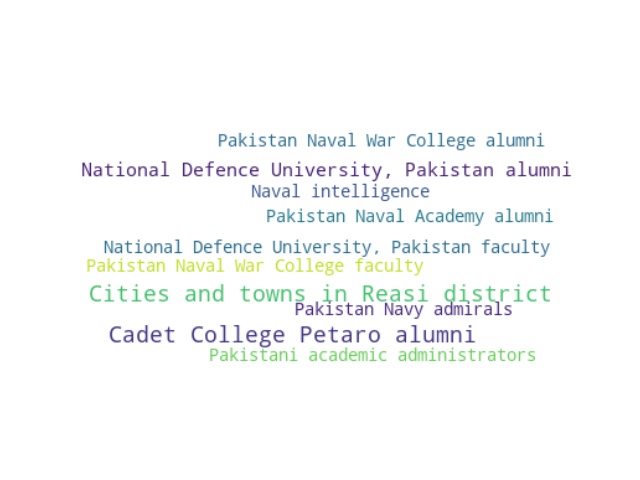 Pakistan Naval War College alumni
National Defence University, Pakistan alumni
Naval intelligence
Pakistan Naval Academy alumni
National Defence University, Pakistan faculty
Pakistan Naval War College faculty
Cities and towns in Reasi district
Pakistan Navy admirals
Cadet College Petaro alumni
Pakistani academic administrators